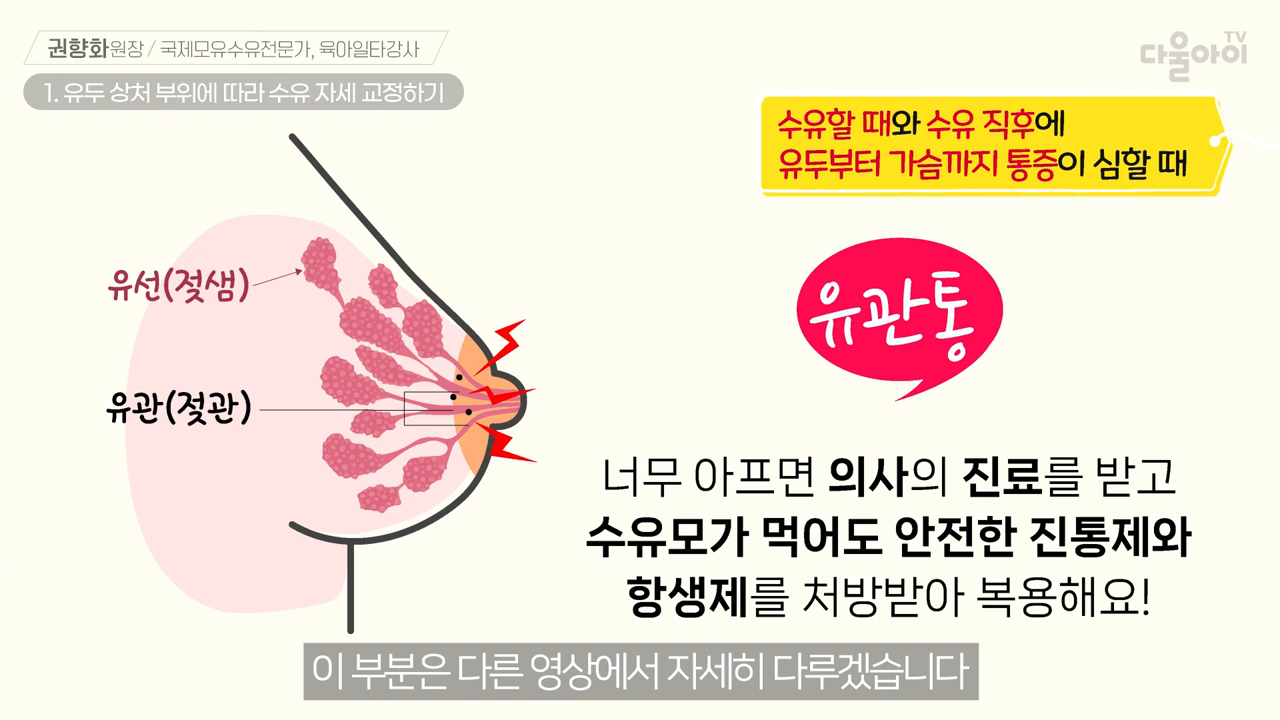 권향화원장 / 국제모유수유전문가, 육아일타강사
다울아이 TV
1. 유두 상처 부위에 따라 수유 자세 교정하기
수유할 때와 수유 직후에
유두부터 가슴까지 통증이 심할 때
유선(젖샘)
유관통
유관(젖관)
너무 아프면 의사의 진료를 받고
수유모가 먹어도 안전한 진통제와
항생제를 처방받아 복용해요!
이 부분은 다른 영상에서 자세히 다루겠습니다